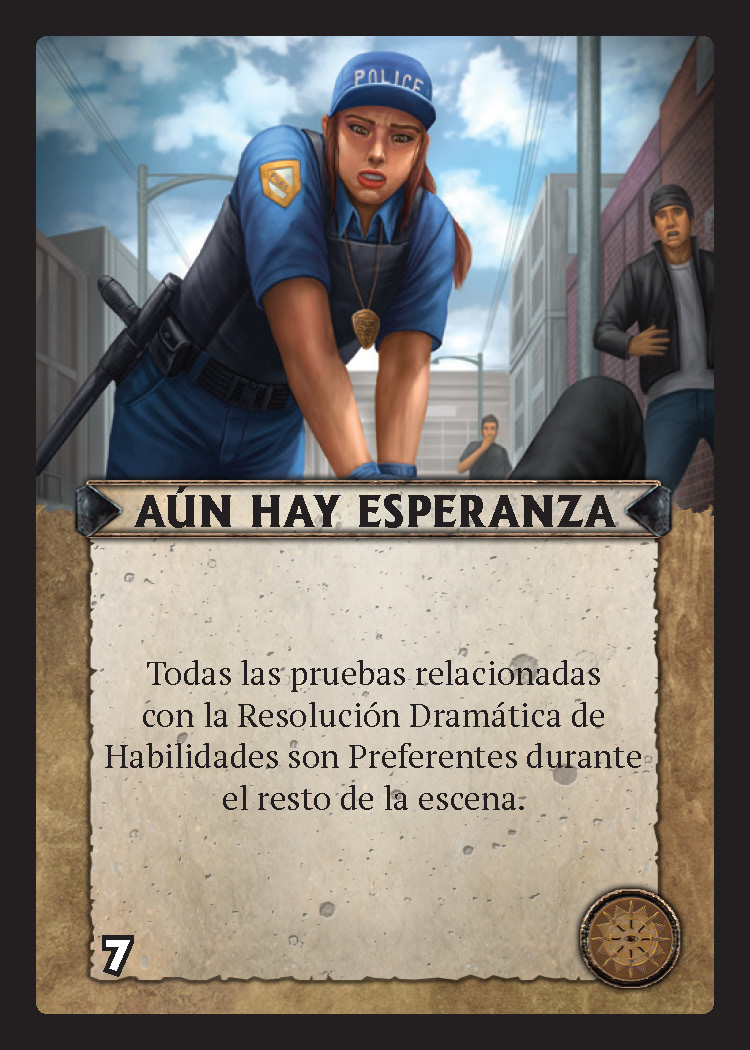 POLICE
AÚN HAY ESPERANZA
Todas las pruebas relacionadas
con la Resolución Dramática de
Habilidades son Preferentes durante
el resto de la escena.
7